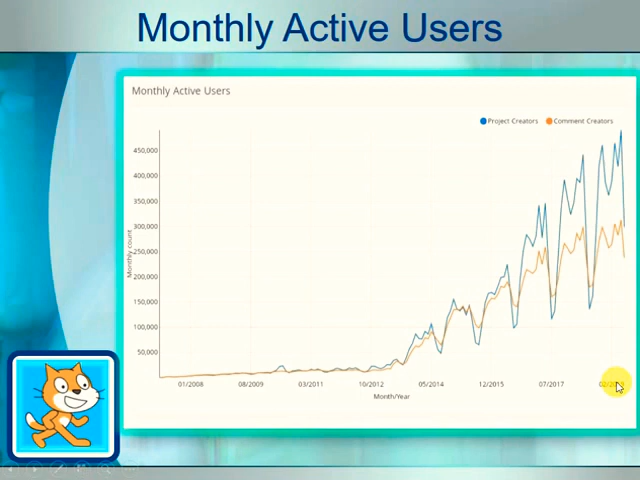 Monthly Active Users
Monthly Active Users
Project Creators
Comment Creators
450,000
400,000
350,000
300,000
250,000
200,000
150,000
100,000
50,000
Monthly count
01/2008
08/2009
03/2011
10/2012
05/2014
12/2015
07/2017
Month/Year